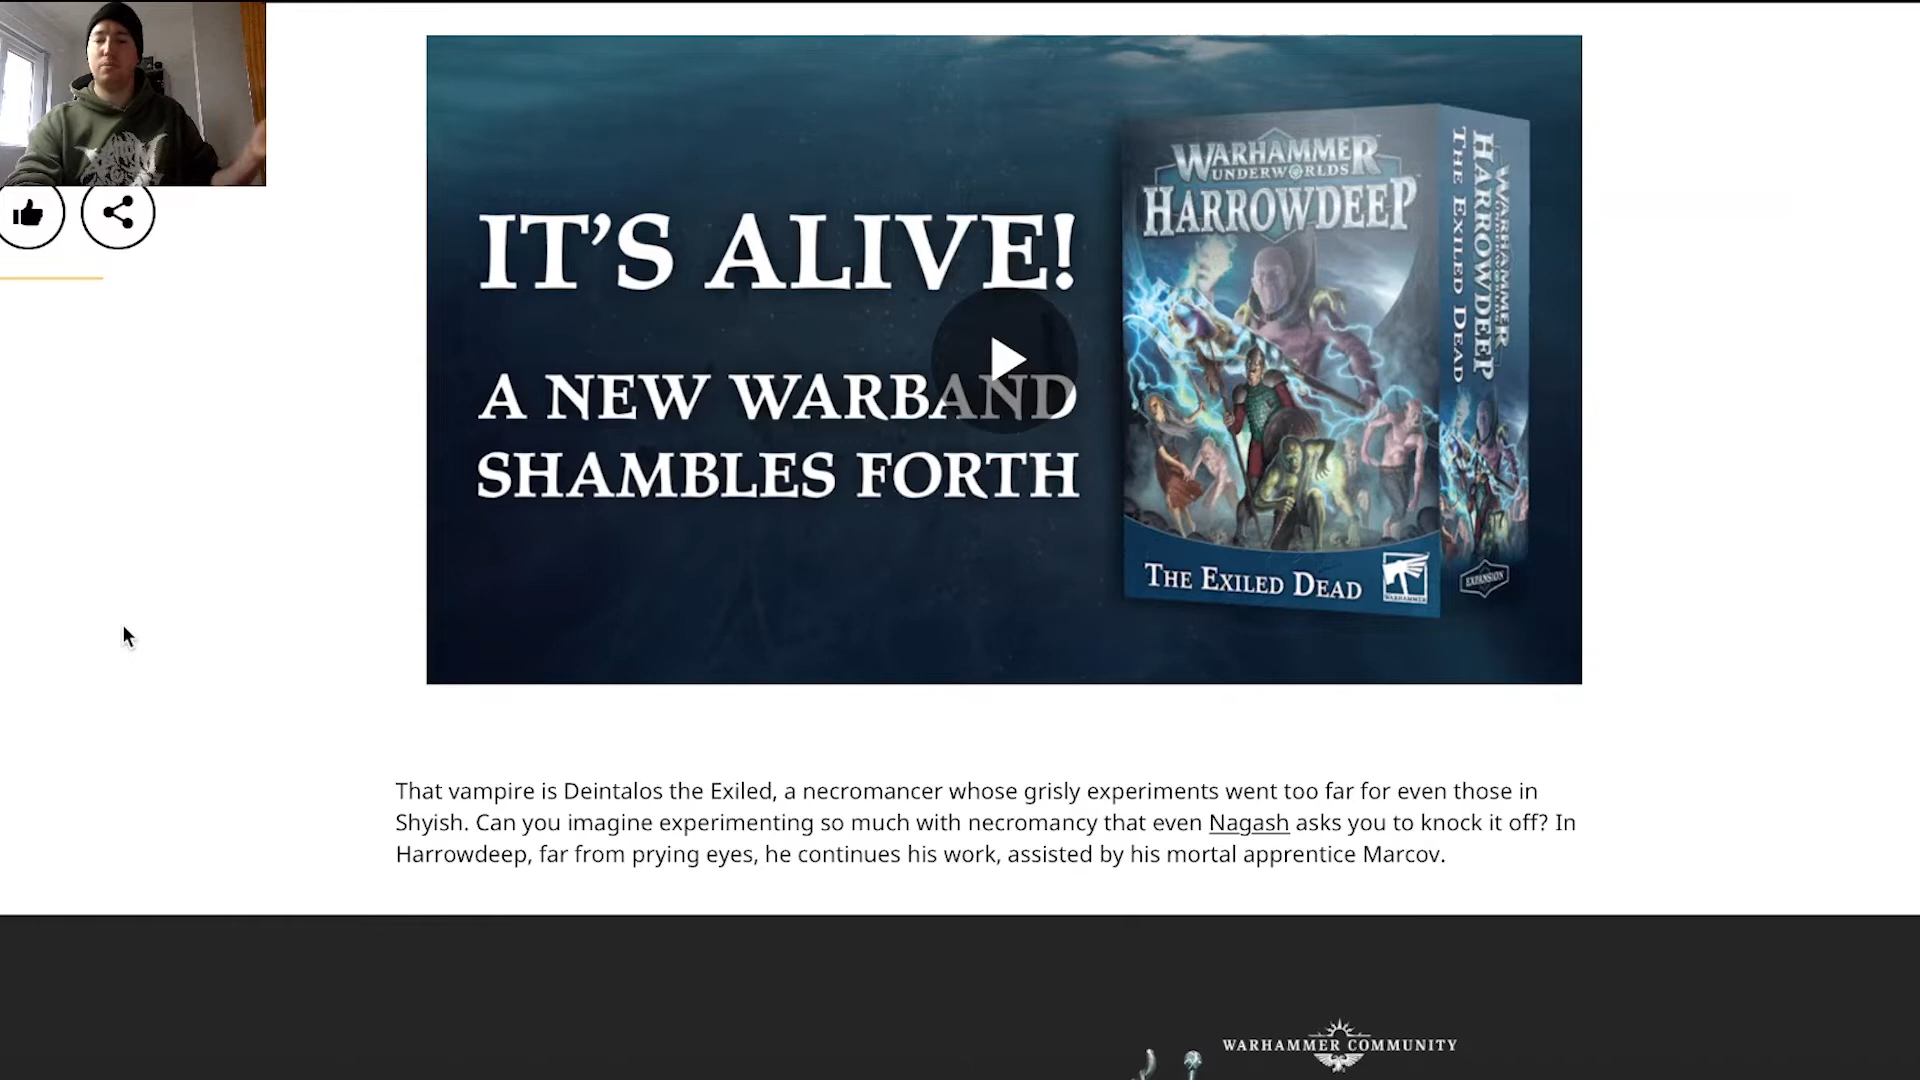 IT'S ALIVE!
A NEW WARBAND
SHAMBLES FORTH
WARHAMMER
UNDERWORLDS
HARROWDEEP
THE EXILED DEAD
WARHAMMER
WARHAMMER
UNDERWORLDS
HARROWDEEP
THE EXILED DEAD
EXPANSION
That vampire is Deintalos the Exiled, a necromancer whose grisly experiments went too far for even those in
Shyish. Can you imagine experimenting so much with necromancy that even Nagash asks you to knock it off? In
Harrowdeep, far from prying eyes, he continues his work, assisted by his mortal apprentice Marcov.
WARHAMMER COMMUNITY